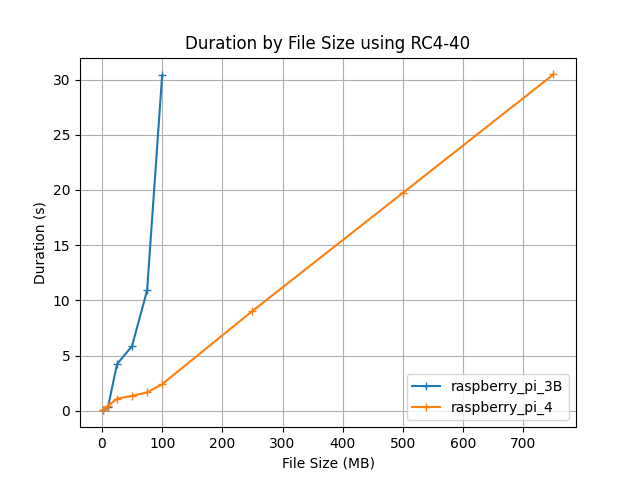 Duration by File Size using RC4-40
Duration (s)
30
25
20
15
10
5
0
0 100 200 300 400 500 600 700
File Size (MB)
raspberry_pi_3B
raspberry_pi_4